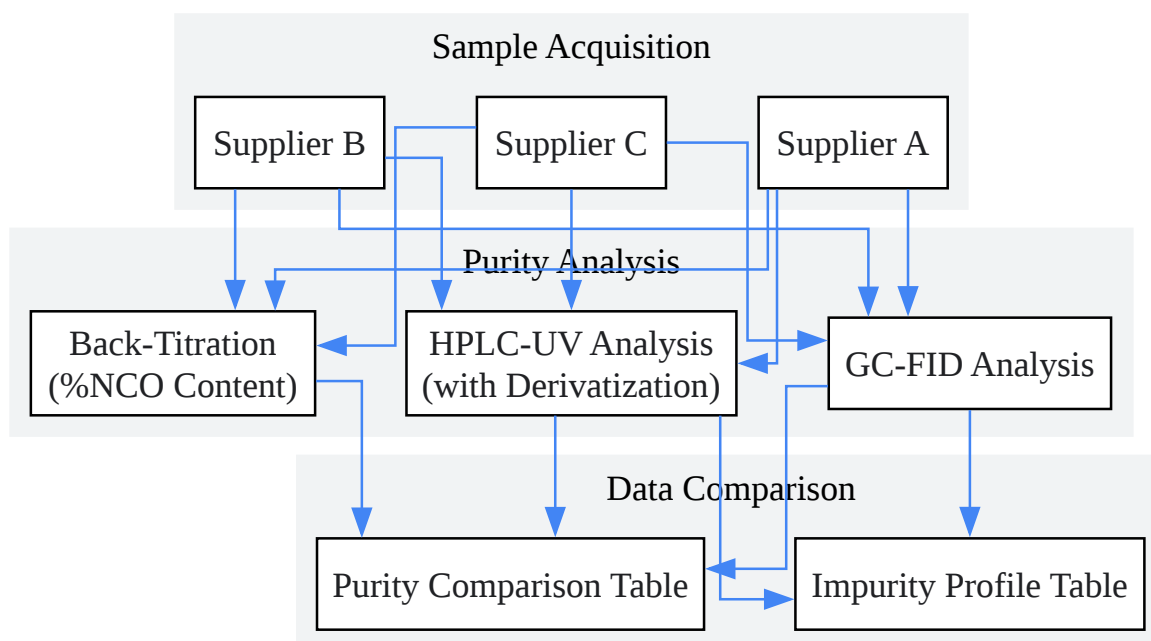 Sample Acquisition
Supplier B
Supplier C
Supplier A
Purity Analysis
Back-Titration
(%NCO Content)
HPLC-UV Analysis
(with Derivatization)
GC-FID Analysis
Data Comparison
Purity Comparison Table
Impurity Profile Table